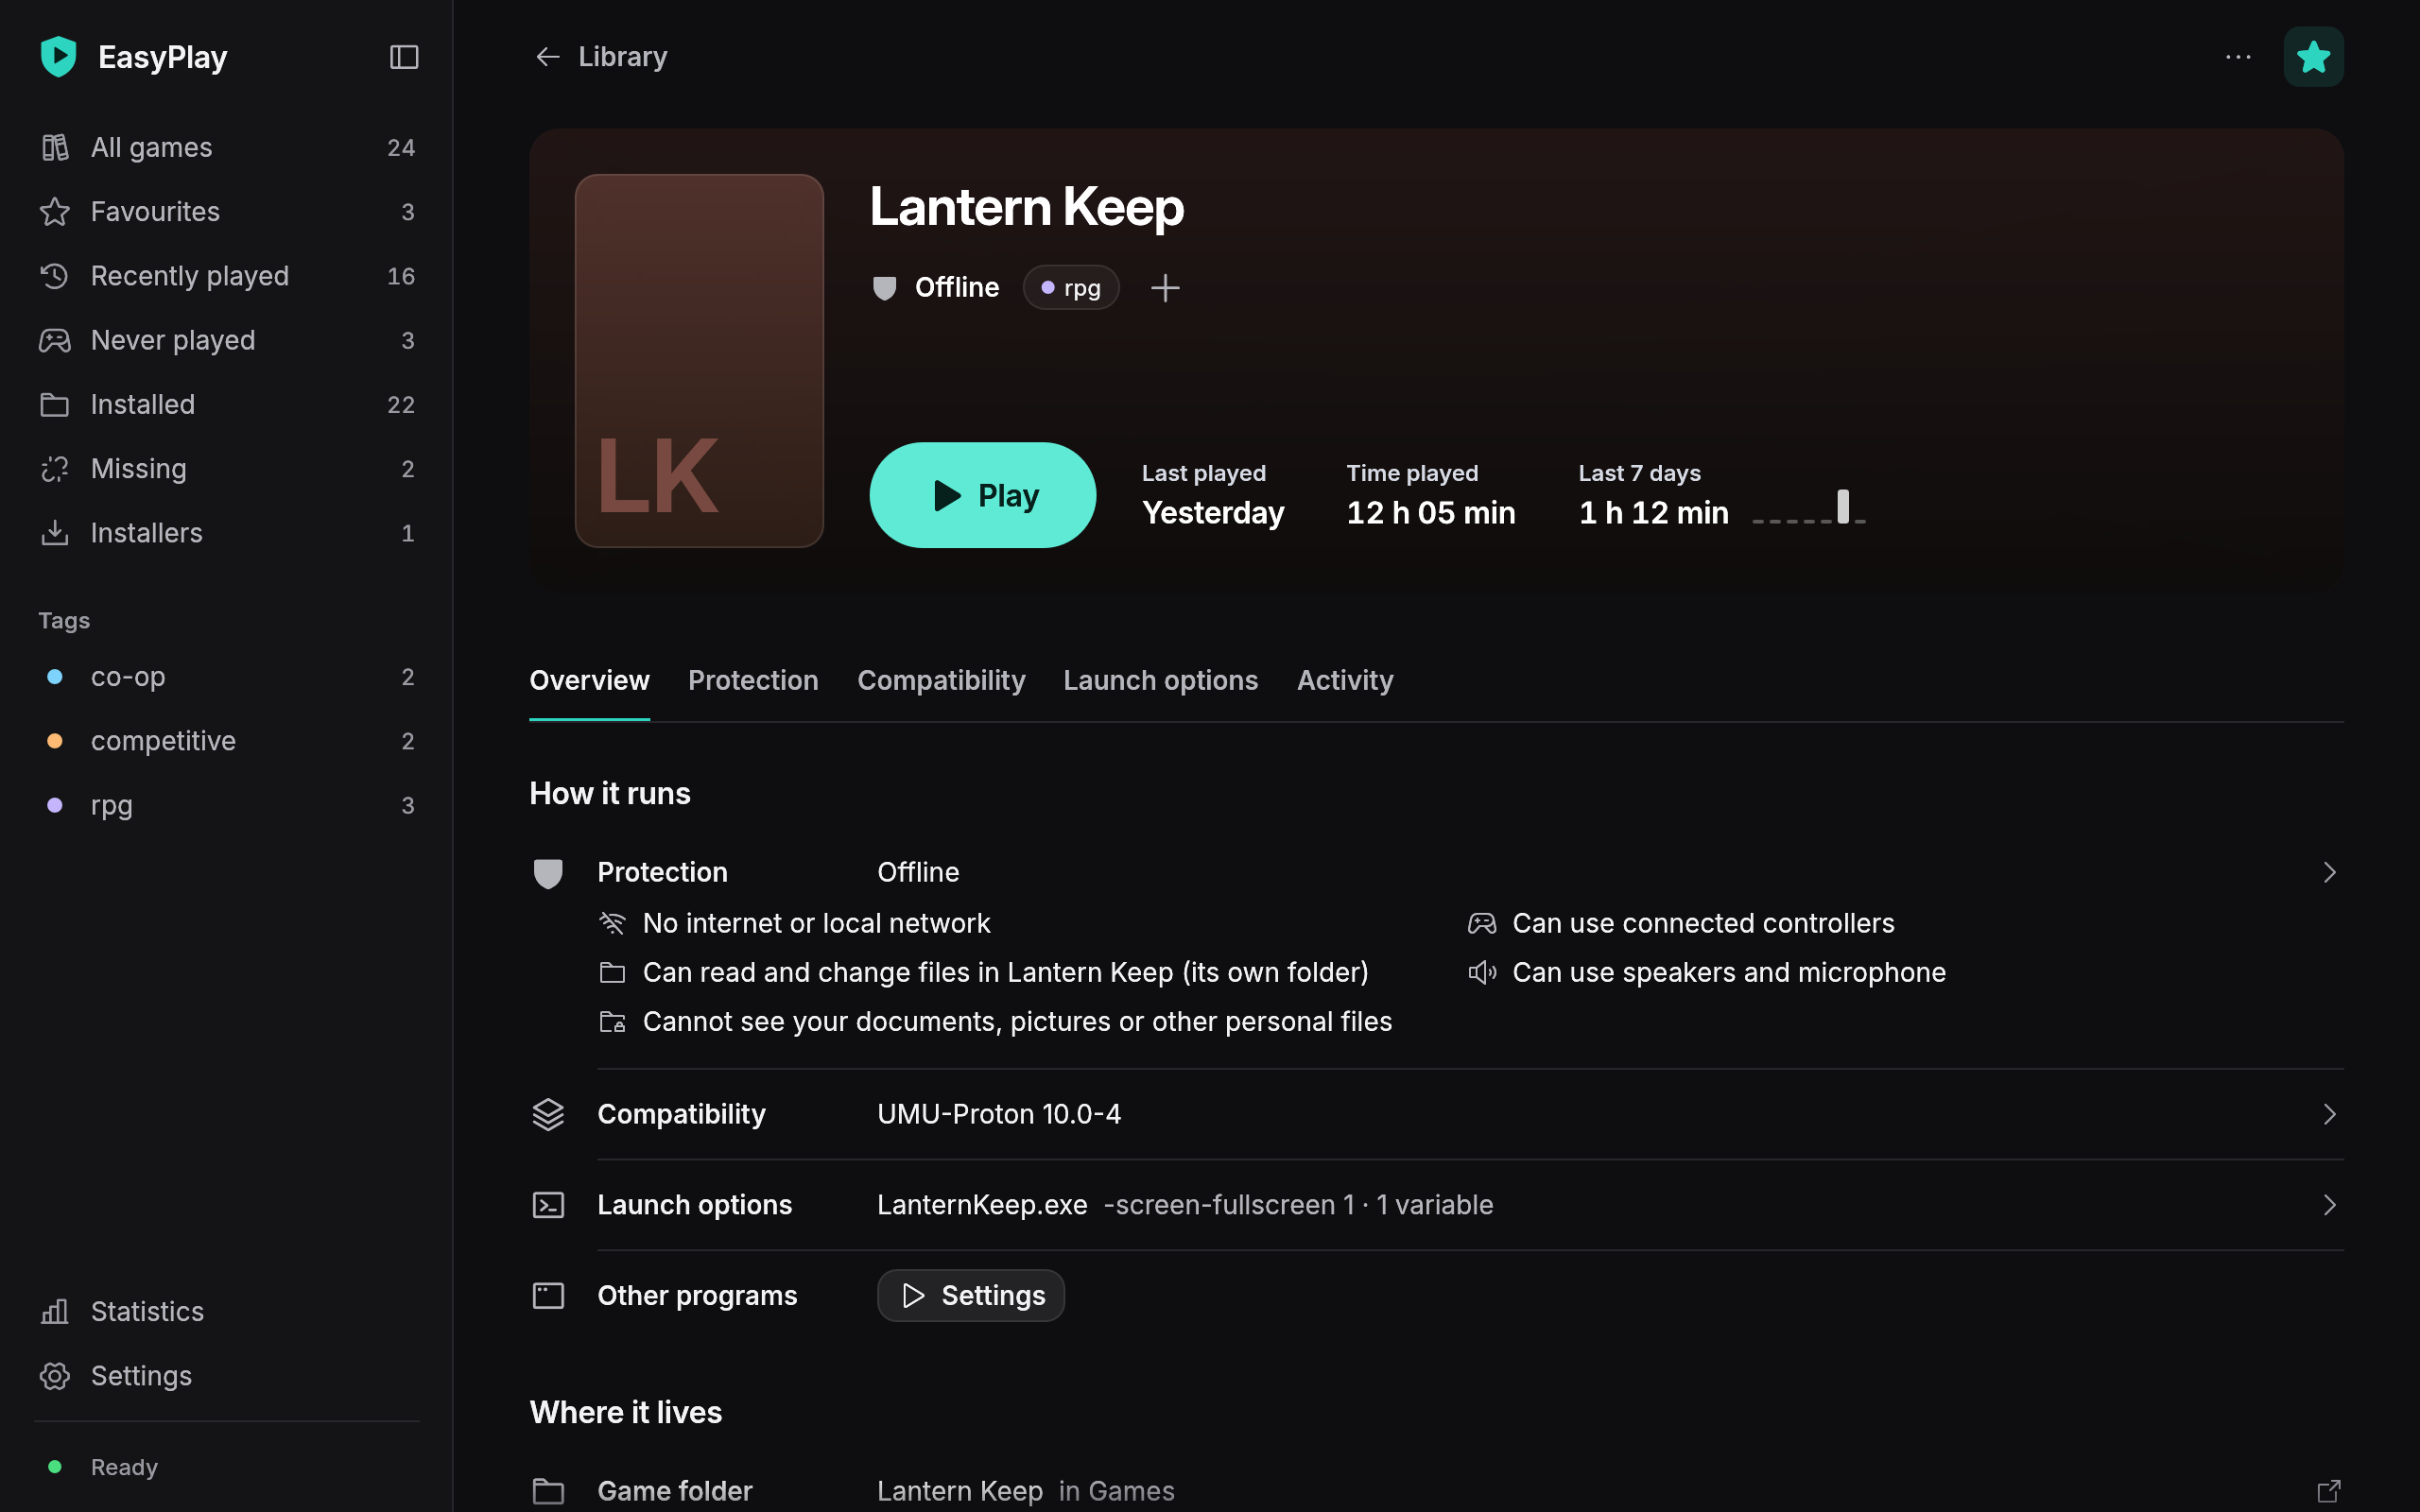 EasyPlay
All games 24
Favourites 3
Recently played 16
Never played 3
Installed 22
Missing 2
Installers 1
Tags
co-op 2
competitive 2
rpg 3
Statistics
Settings
Ready
Library
Lantern Keep
Offline rpg
LK
Play
Last played
Yesterday
Time played
12 h 05 min
Last 7 days
1 h 12 min
Overview Protection Compatibility Launch options Activity
How it runs
Protection Offline
No internet or local network
Can use connected controllers
Can read and change files in Lantern Keep (its own folder)
Can use speakers and microphone
Cannot see your documents, pictures or other personal files
Compatibility UMU-Proton 10.0-4
Launch options LanternKeep.exe -screen-fullscreen 1 · 1 variable
Other programs Settings
Where it lives
Game folder Lantern Keep in Games